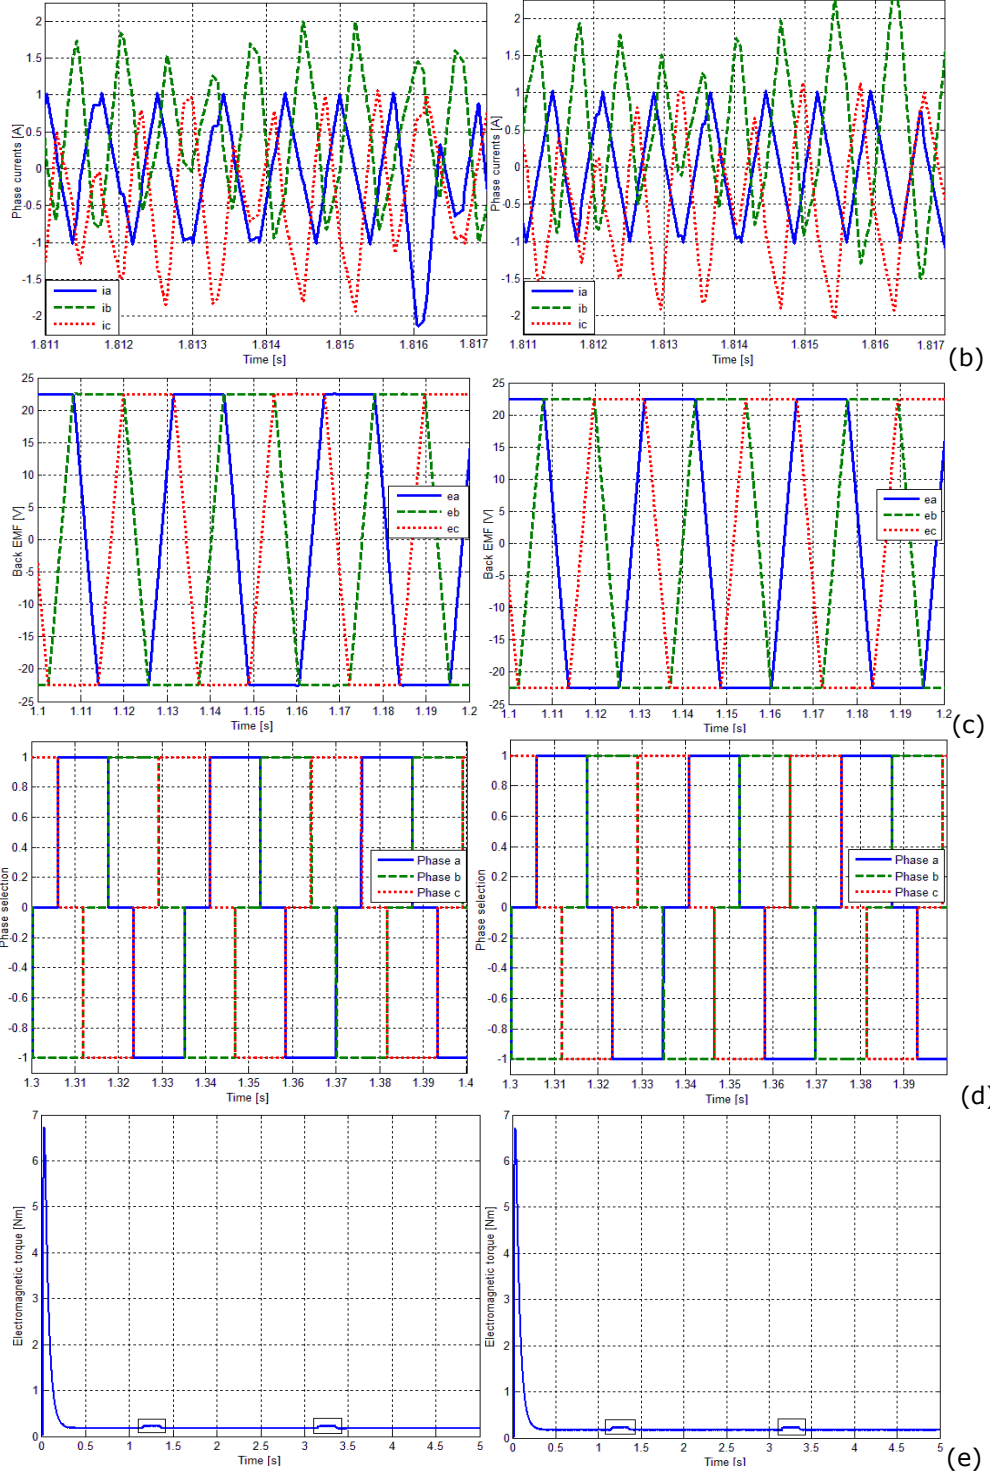 2
1.5
1
0.5
0
-0.5
-1
-1.5
-2
Phase currents [A]
ia
ib
ic
1.811 1.812 1.813 1.814 1.815 1.816 1.817
Time [s]
2
1.5
1
0.5
0
-0.5
-1
-1.5
-2
Phase currents [A]
ia
ib
ic
1.811 1.812 1.813 1.814 1.815 1.816 1.817
Time [s]
(b)
25
20
15
10
5
0
-5
-10
-15
-20
-25
Back EMF [V]
ea
eb
ec
1.1 1.11 1.12 1.13 1.14 1.15 1.16 1.17 1.18 1.19 1.2
Time [s]
25
20
15
10
5
0
-5
-10
-15
-20
-25
Back EMF [V]
ea
eb
ec
1.1 1.11 1.12 1.13 1.14 1.15 1.16 1.17 1.18 1.19 1.2
Time [s]
(c)
1
0.8
0.6
0.4
0.2
0
-0.2
-0.4
-0.6
-0.8
-1
Phase selection
Phase a
Phase b
Phase c
1.3 1.31 1.32 1.33 1.34 1.35 1.36 1.37 1.38 1.39 1.4
Time [s]
1
0.8
0.6
0.4
0.2
0
-0.2
-0.4
-0.6
-0.8
-1
Phase selection
Phase a
Phase b
Phase c
1.3 1.31 1.32 1.33 1.34 1.35 1.36 1.37 1.38 1.39
Time [s]
(d)
7
6
5
4
3
2
1
0
Electromagnetic torque [Nm]
0 0.5 1 1.5 2 2.5 3 3.5 4 4.5 5
Time [s]
7
6
5
4
3
2
1
0
Electromagnetic torque [Nm]
0 0.5 1 1.5 2 2.5 3 3.5 4 4.5 5
Time [s]
(e)